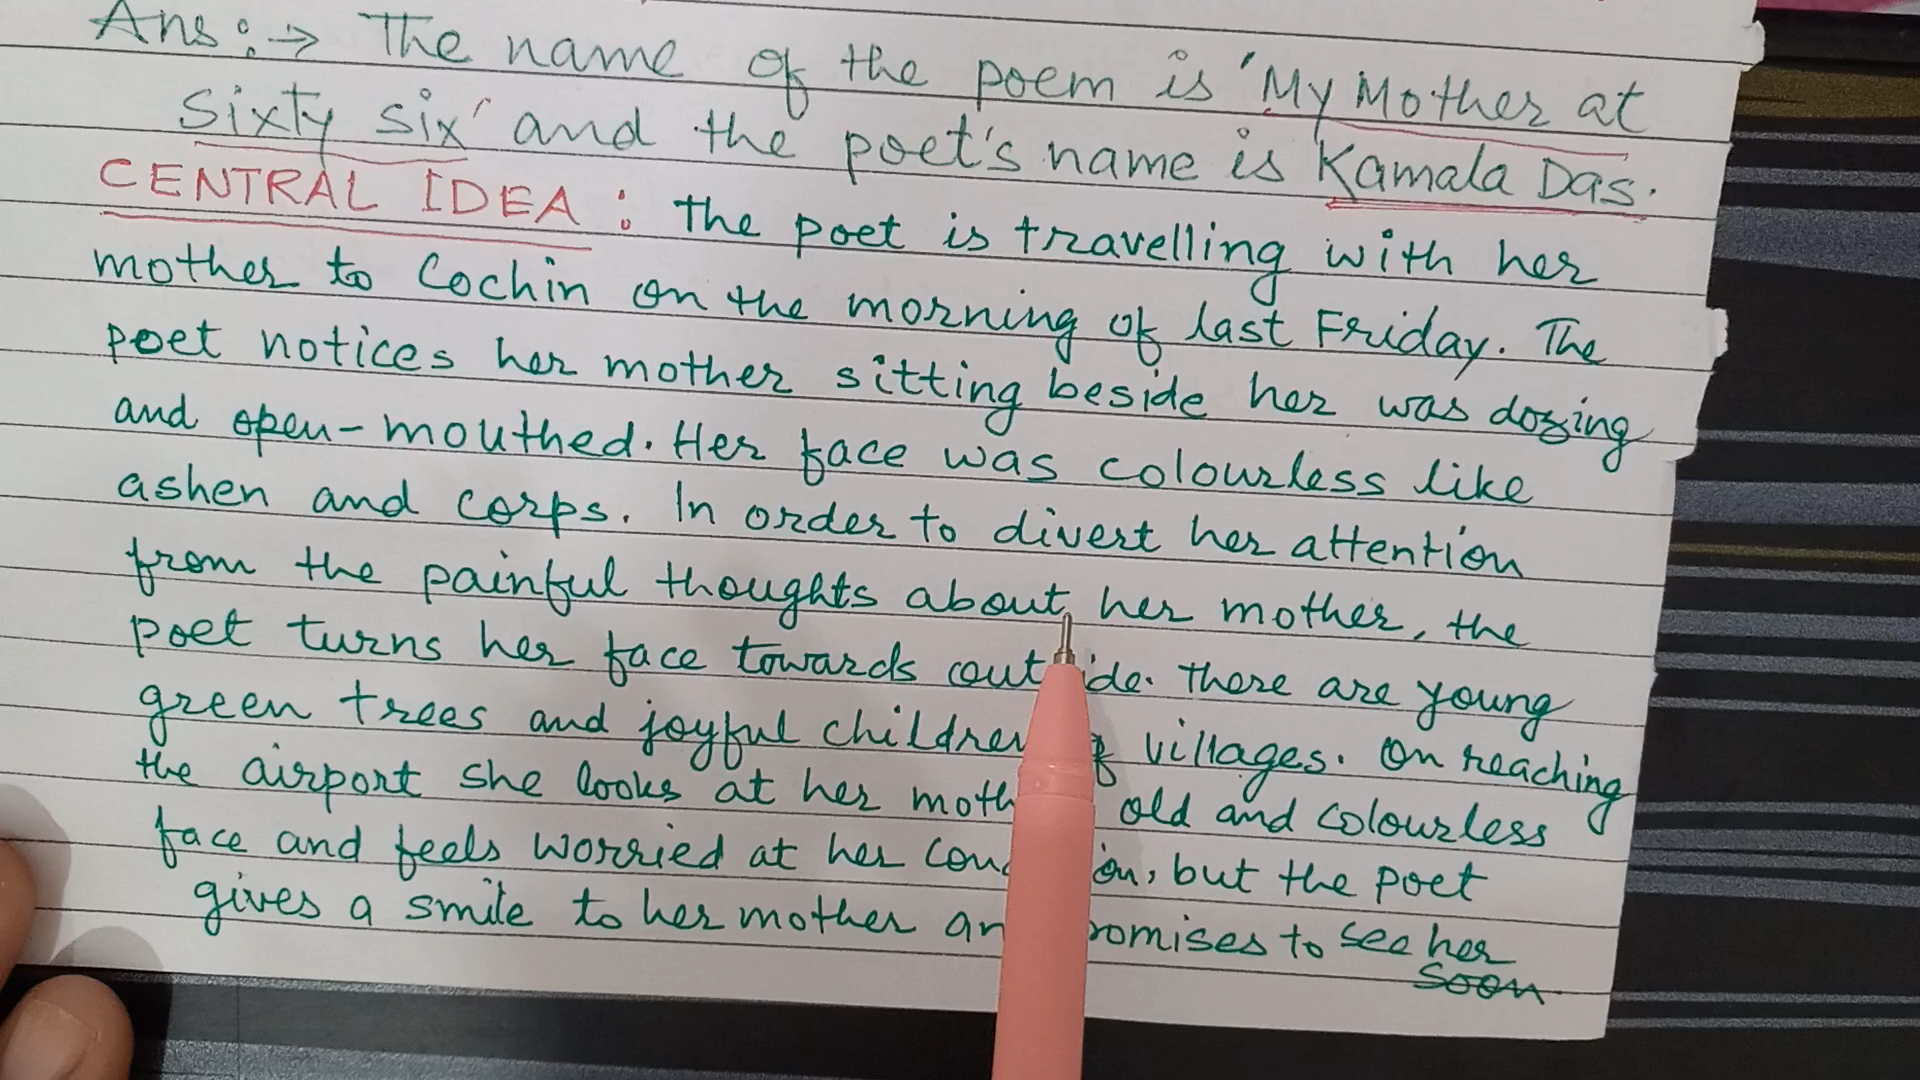 Ans :→ The name of the poem is 'My Mother at
Sixty six' and the poet's name is Kamala Das.
CENTRAL IDEA : The poet is travelling with her
mother to Cochin on the morning of last Friday. The
poet notices her mother sitting beside her was dozing
and open-mouthed. Her face was colourless like
ashen and corps. In order to divert her attention
from the painful thoughts about her mother, the
poet turns her face towards out ide. There are young
green trees and joyful children of villages. On reaching
the airport she looks at her moth old and colourless
face and feels worried at her con on, but the poet
gives a smile to her mother an romises to see her
soon